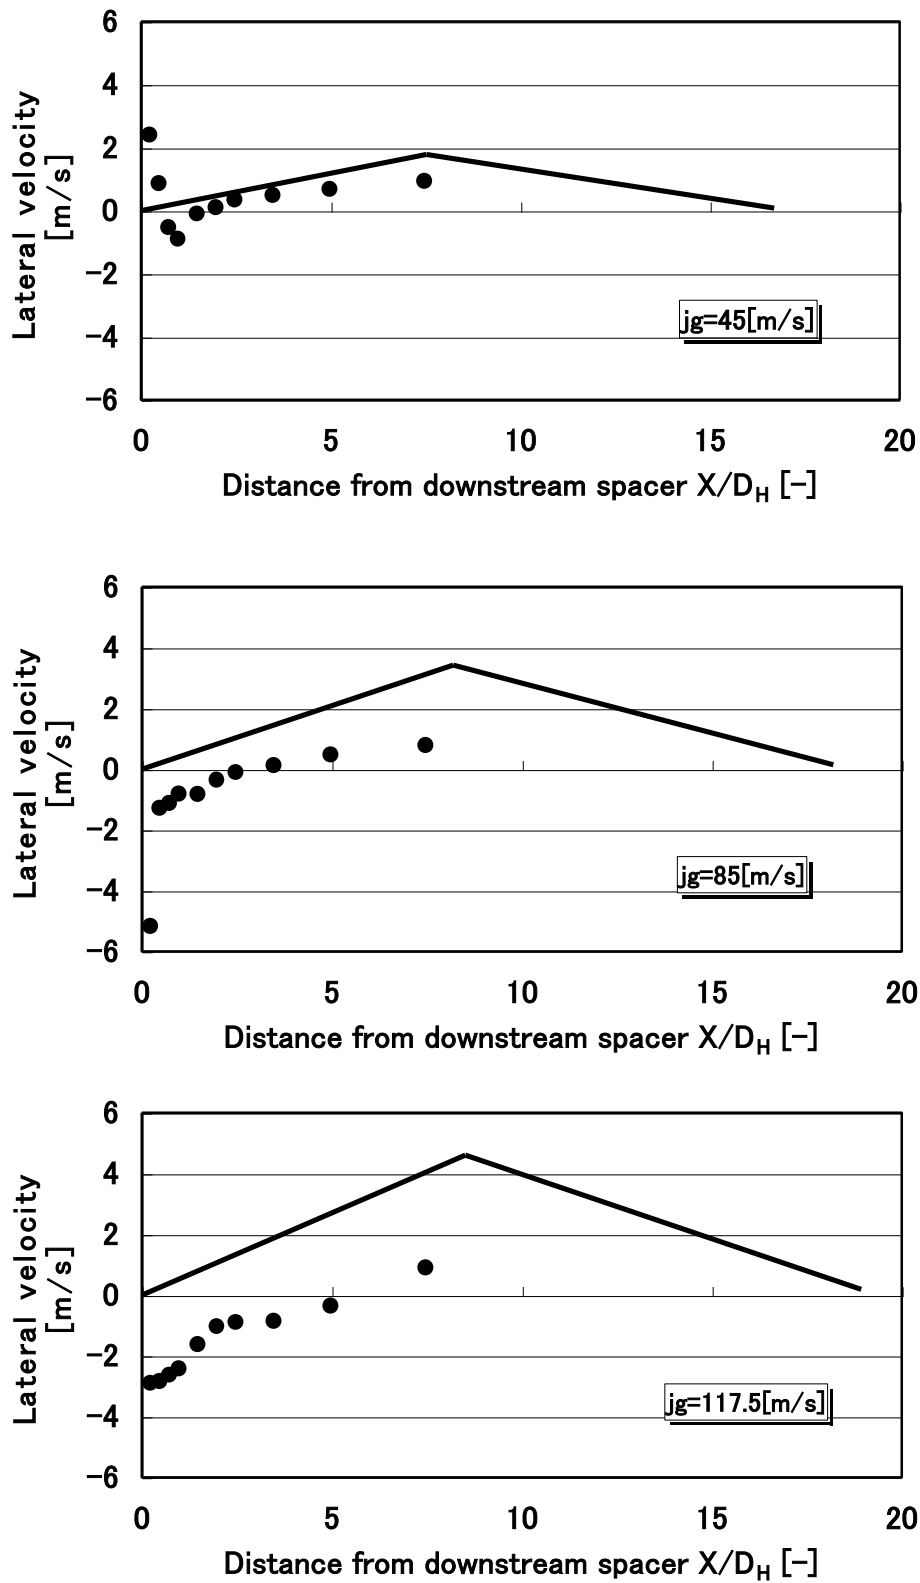 6
4
2
0
−2
−4
−6
Lateral velocity
[m/s]
jg=45[m/s]
0 5 10 15 20
Distance from downstream spacer X/DH [−]
6
4
2
0
−2
−4
−6
Lateral velocity
[m/s]
jg=85[m/s]
0 5 10 15 20
Distance from downstream spacer X/DH [−]
6
4
2
0
−2
−4
−6
Lateral velocity
[m/s]
jg=117.5[m/s]
0 5 10 15 20
Distance from downstream spacer X/DH [−]